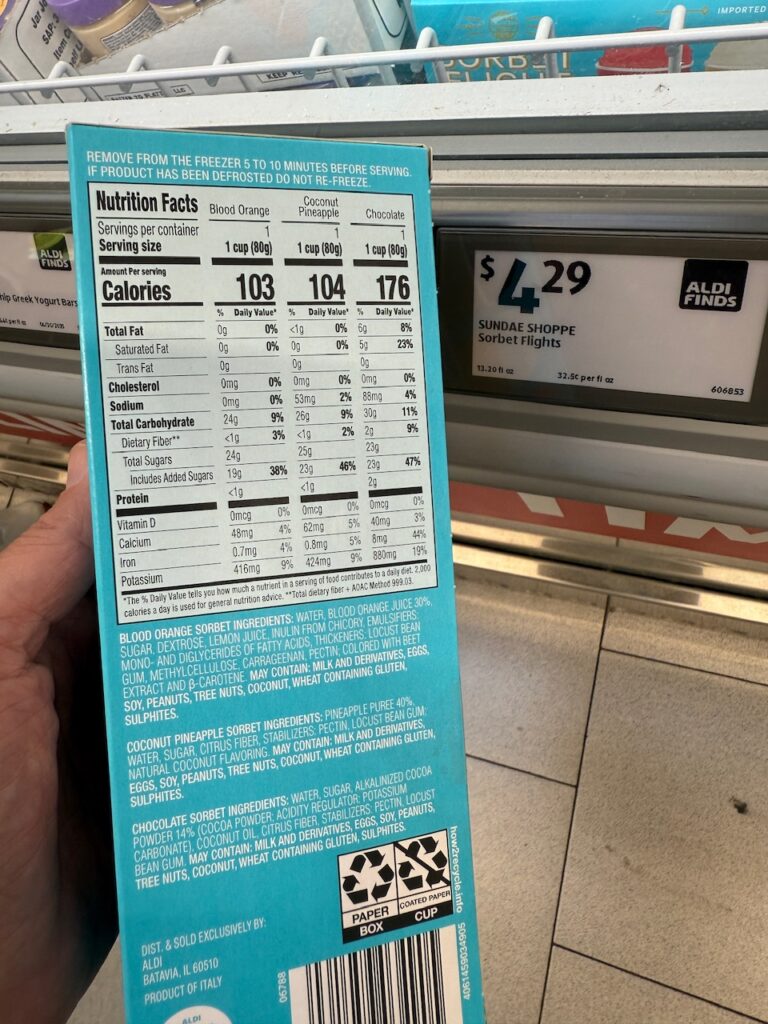 IMPORTED
KEEP
LLC
REMOVE FROM THE FREEZER 5 TO 10 MINUTES BEFORE SERVING.
IF PRODUCT HAS BEEN DEFROSTED DO NOT RE-FREEZE.
Nutrition Facts Blood Orange Coconut Pineapple Chocolate
Servings per container 1 1 1
Serving size 1 cup (80g) 1 cup (80g) 1 cup (80g)
Amount Per serving
Calories 103 104 176
% Daily Value* % Daily Value* % Daily Value*
Total Fat 0g 0% <1g 0% 6g 8%
Saturated Fat 0g 0% 0g 0% 5g 23%
Trans Fat 0g 0g 0g
Cholesterol 0mg 0% 0mg 0% 0mg 0%
Sodium 0mg 0% 53mg 2% 88mg 4%
Total Carbohydrate 24g 9% 26g 9% 30g 11%
Dietary Fiber** <1g 3% <1g 2% 2g 9%
Total Sugars 24g 25g 23g
Includes Added Sugars 19g 38% 23g 46% 23g 47%
Protein <1g <1g 2g
Vitamin D 0mcg 0% 0mcg 0% 0mcg 0%
Calcium 48mg 4% 62mg 5% 40mg 3%
Iron 0.7mg 4% 0.8mg 5% 8mg 44%
Potassium 416mg 9% 424mg 9% 880mg 19%
*The % Daily Value tells you how much a nutrient in a serving of food contributes to a daily diet. 2,000
calories a day is used for general nutrition advice. **Total dietary fiber + AOAC Method 999.03.
BLOOD ORANGE SORBET INGREDIENTS: WATER, BLOOD ORANGE JUICE 30%,
SUGAR, DEXTROSE, LEMON JUICE, INULIN FROM CHICORY, EMULSIFIERS:
MONO- AND DIGLYCERIDES OF FATTY ACIDS, THICKENERS: LOCUST BEAN
GUM, METHYLCELLULOSE, CARRAGEENAN, PECTIN; COLORED WITH BEET
EXTRACT AND β-CAROTENE. MAY CONTAIN: MILK AND DERIVATIVES, EGGS,
SOY, PEANUTS, TREE NUTS, COCONUT, WHEAT CONTAINING GLUTEN,
SULPHITES.
COCONUT PINEAPPLE SORBET INGREDIENTS: PINEAPPLE PUREE 40%,
WATER, SUGAR, CITRUS FIBER, STABILIZERS: PECTIN, LOCUST BEAN GUM;
NATURAL COCONUT FLAVORING. MAY CONTAIN: MILK AND DERIVATIVES,
EGGS, SOY, PEANUTS, TREE NUTS, COCONUT, WHEAT CONTAINING GLUTEN,
SULPHITES.
CHOCOLATE SORBET INGREDIENTS: WATER, SUGAR, ALKALINIZED COCOA
POWDER 14% (COCOA POWDER; ACIDITY REGULATOR: POTASSIUM
CARBONATE), COCONUT OIL, CITRUS FIBER, STABILIZERS: PECTIN, LOCUST
BEAN GUM. MAY CONTAIN: MILK AND DERIVATIVES, EGGS, SOY, PEANUTS,
TREE NUTS, COCONUT, WHEAT CONTAINING GLUTEN, SULPHITES.
PAPER
BOX
COATED PAPER
CUP
how2recycle.info
DIST. & SOLD EXCLUSIVELY BY:
ALDI
BATAVIA, IL 60510
PRODUCT OF ITALY
ALDI
06788
4061459034905
ALDI
FINDS
Greek Yogurt Bars
$4.29
ALDI
FINDS
SUNDAE SHOPPE
Sorbet Flights
13.20 fl oz 32.5¢ per fl oz
606853